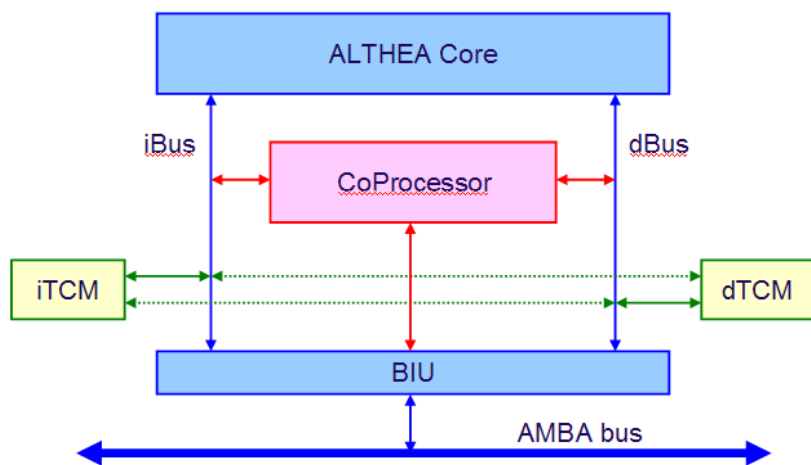 ALTHEA Core
iBus
dBus
CoProcessor
iTCM
dTCM
BIU
AMBA bus